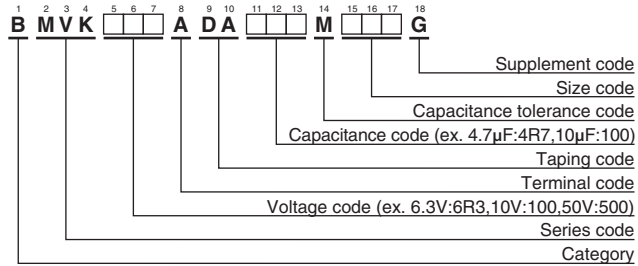 1 2 3 4 5 6 7 8 9 10 11 12 13 14 15 16 17 18
B M V K A D A M G
Supplement code
Size code
Capacitance tolerance code
Capacitance code (ex. 4.7μF:4R7,10μF:100)
Taping code
Terminal code
Voltage code (ex. 6.3V:6R3,10V:100,50V:500)
Series code
Category